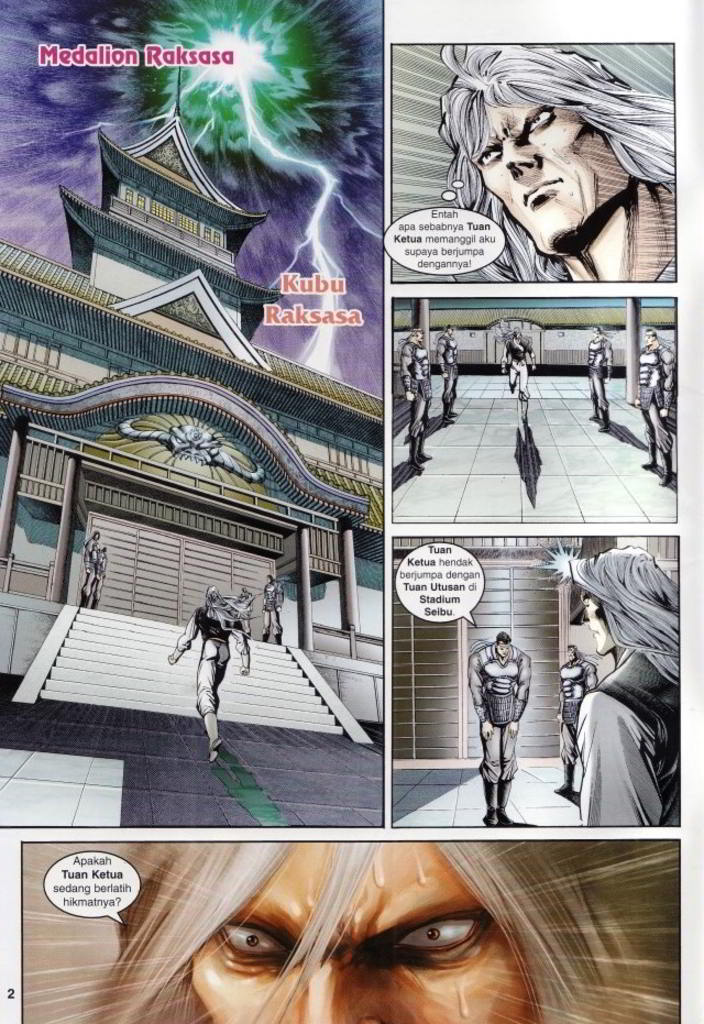 Medalion Raksasa
Kubu
Raksasa
Entah
apa sebabnya Tuan
Ketua memanggil aku
supaya berjumpa
dengannya!
Tuan
Ketua hendak
berjumpa dengan
Tuan Utusan di
Stadium
Seibu.
Apakah
Tuan Ketua
sedang berlatih
hikmatnya?
2